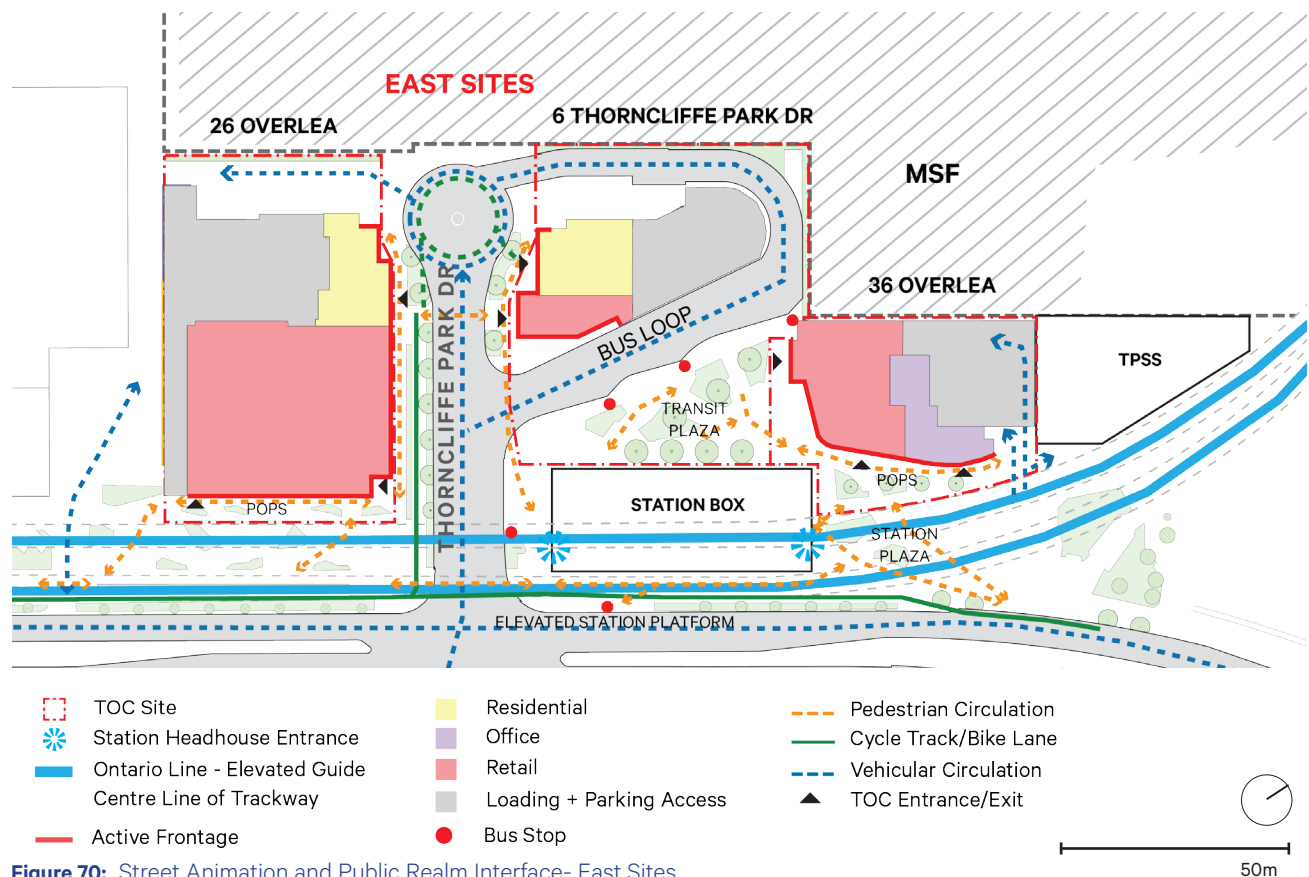 EAST SITES
26 OVERLEA
6 THORNCLIFFE PARK DR
MSF
36 OVERLEA
TPSS
THORNCLIFFE PARK DR
BUS LOOP
TRANSIT
PLAZA
POPS
POPS
STATION BOX
STATION
PLAZA
ELEVATED STATION PLATFORM
TOC Site
Station Headhouse Entrance
Ontario Line - Elevated Guide
Centre Line of Trackway
Active Frontage
Residential
Office
Retail
Loading + Parking Access
Bus Stop
Pedestrian Circulation
Cycle Track/Bike Lane
Vehicular Circulation
TOC Entrance/Exit
50m
Figure 70: Street Animation and Public Realm Interface- East Sites